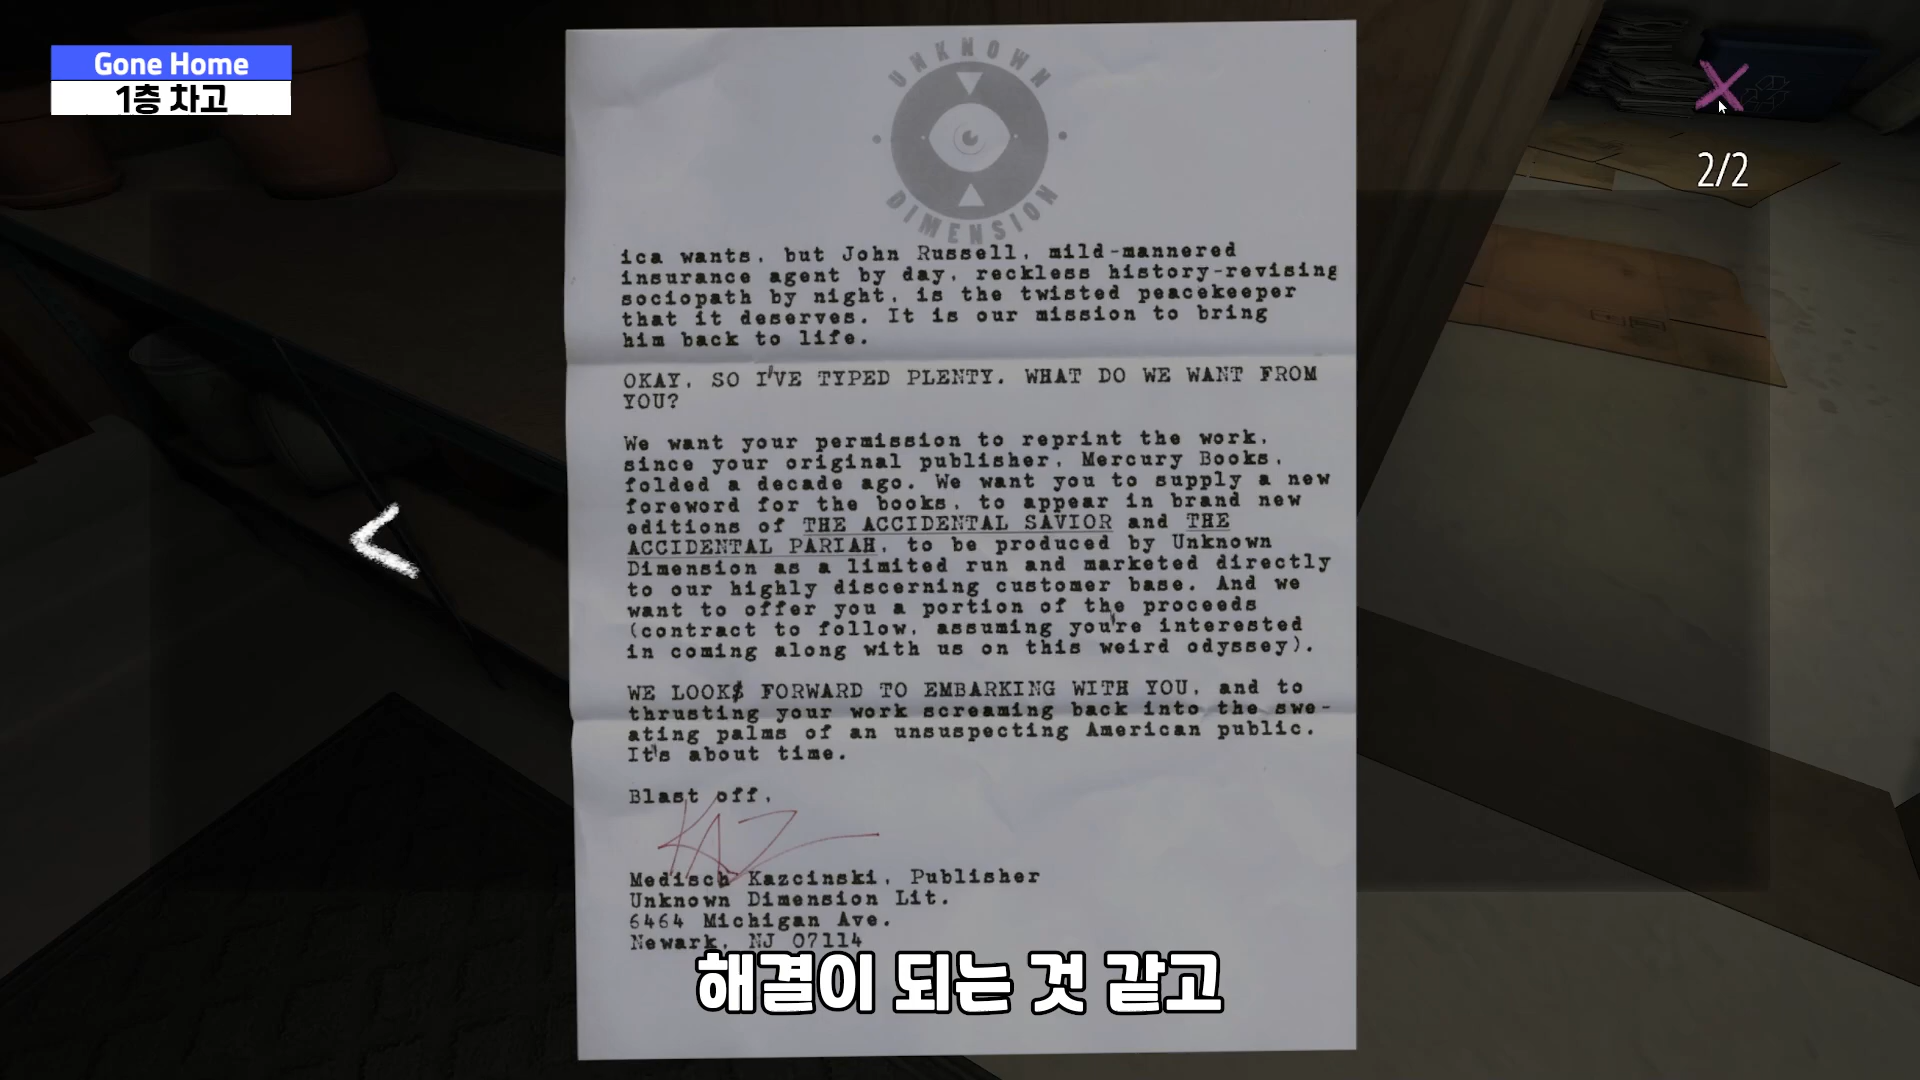 Gone Home
1층 차고
UNKNOWN
DIMENSION
2/2
ica wants, but John Russell, mild-mannered
insurance agent by day, reckless history-revising
sociopath by night, is the twisted peacekeeper
that it deserves. It is our mission to bring
him back to life.
OKAY, SO I'VE TYPED PLENTY. WHAT DO WE WANT FROM
YOU?
We want your permission to reprint the work,
since your original publisher, Mercury Books,
folded a decade ago. We want you to supply a new
foreword for the books, to appear in brand new
editions of THE ACCIDENTAL SAVIOR and THE
ACCIDENTAL PARIAH, to be produced by Unknown
Dimension as a limited run and marketed directly
to our highly discerning customer base. And we
want to offer you a portion of the proceeds
(contract to follow, assuming you're interested
in coming along with us on this weird odyssey).
WE LOOK$ FORWARD TO EMBARKING WITH YOU, and to
thrusting your work screaming back into the swe-
ating palms of an unsuspecting American public.
It's about time.
Blast off,
KAZ
Medisch Kazcinski, Publisher
Unknown Dimension Lit.
6464 Michigan Ave.
Newark, NJ 07114
해결이 되는 것 같고